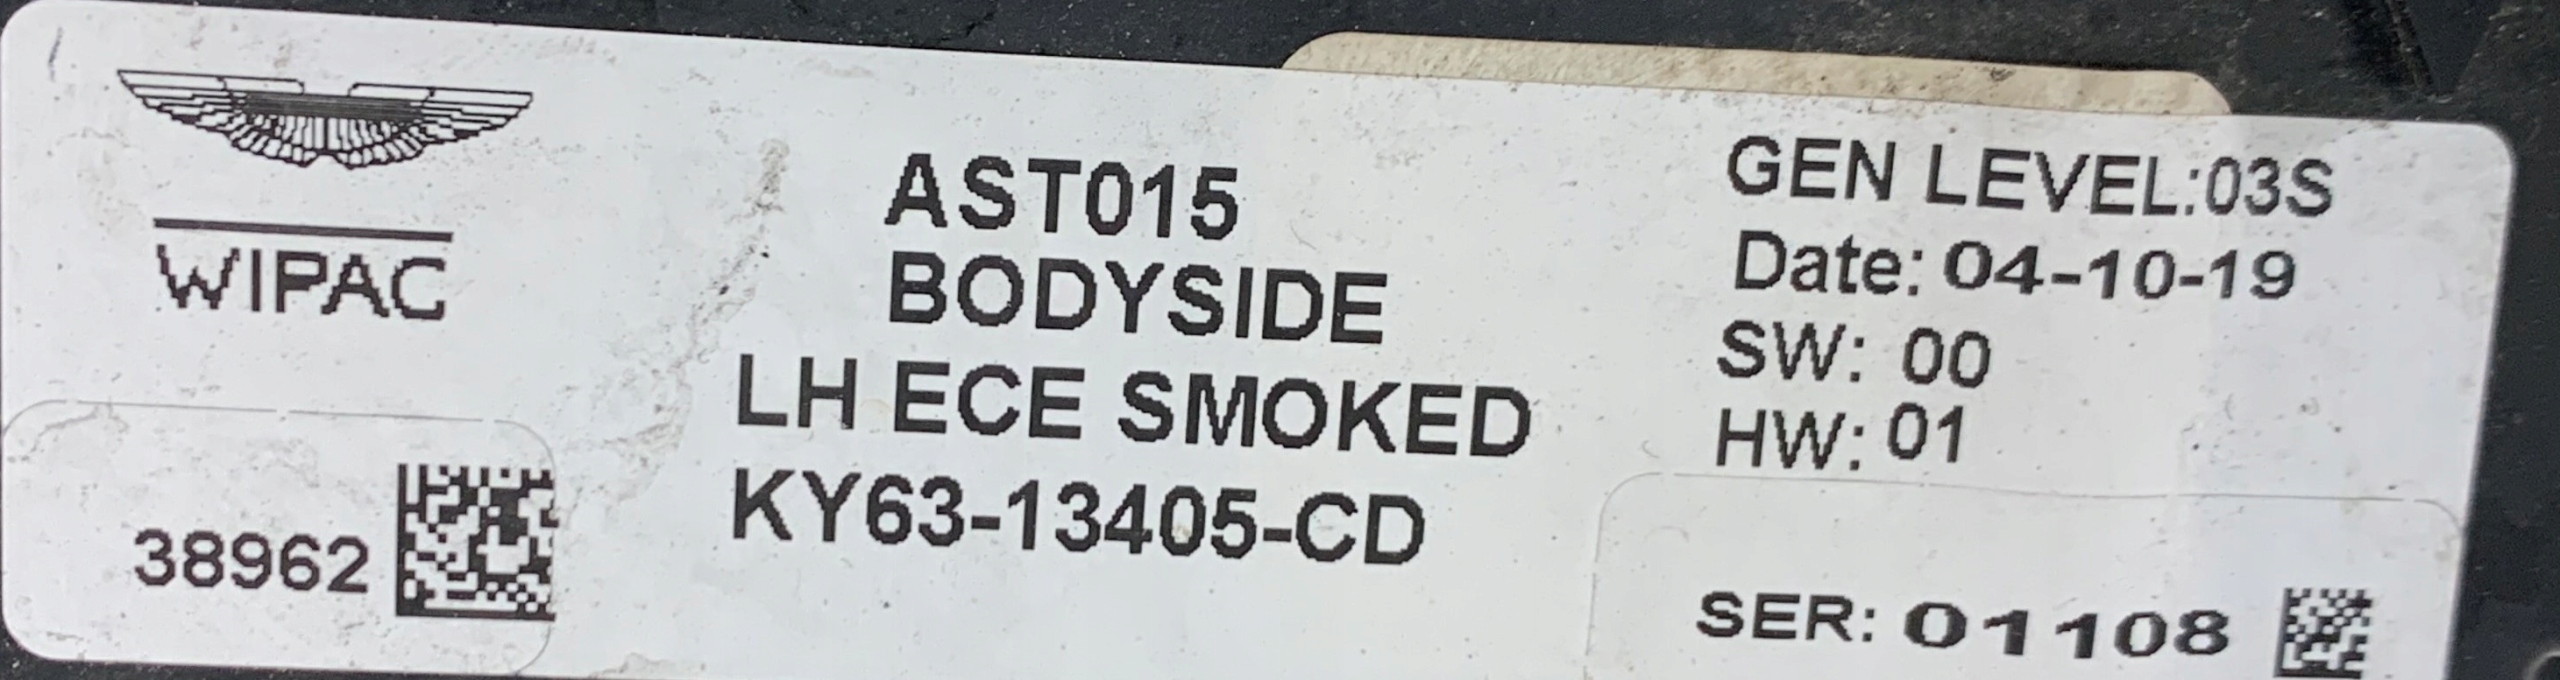 WIPAC
38962
AST015
BODYSIDE
LH ECE SMOKED
KY63-13405-CD
GEN LEVEL:03S
Date: 04-10-19
SW: 00
HW: 01
SER: 01108